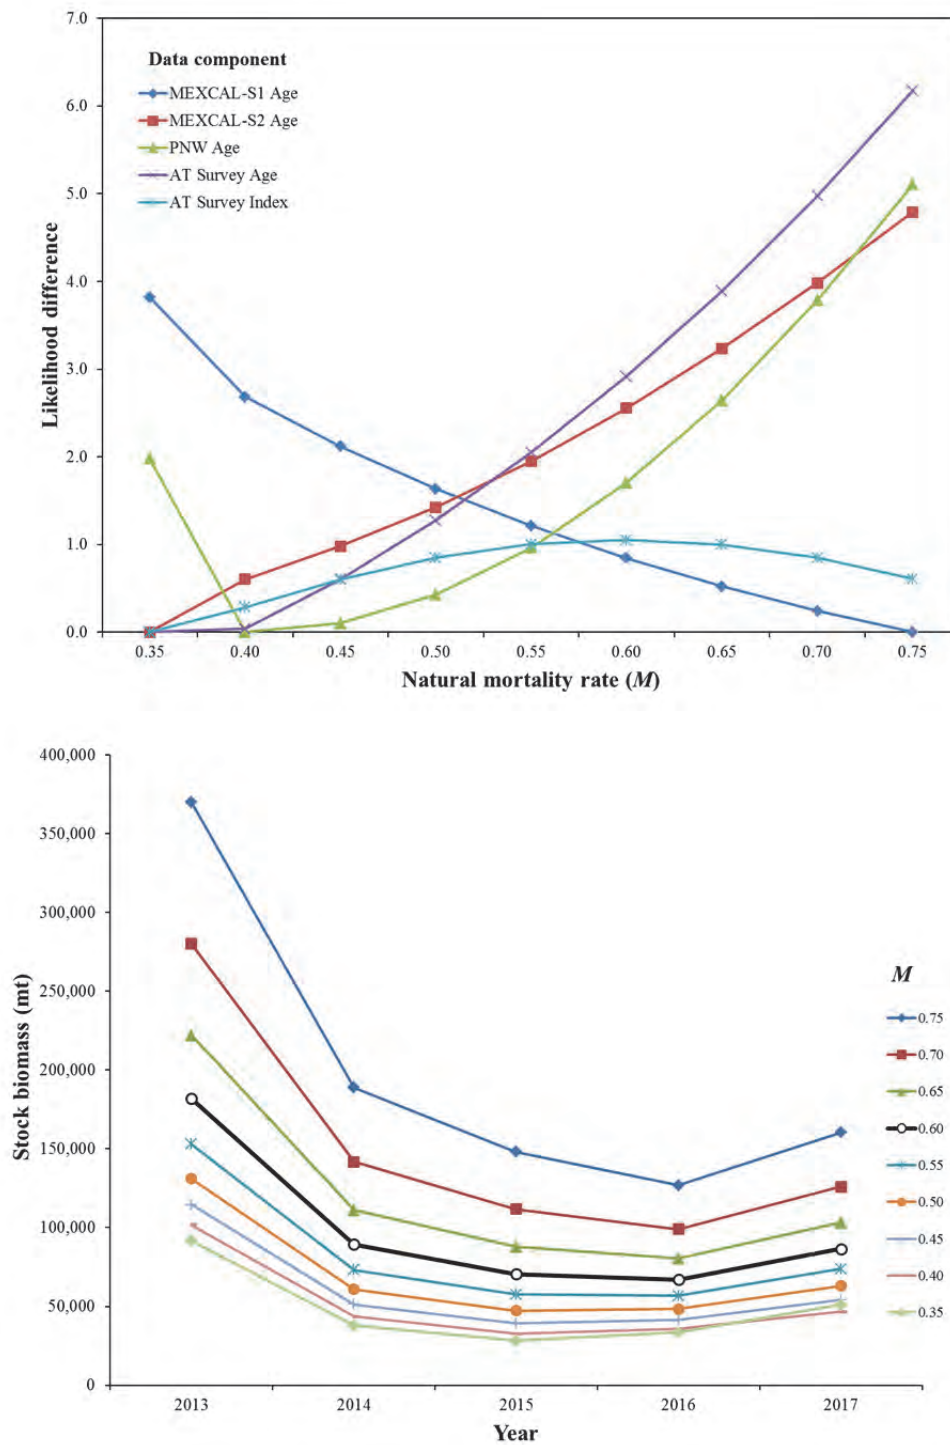 7.0
6.0
5.0
4.0
3.0
2.0
1.0
0.0
Likelihood difference
Data component
MEXCAL-S1 Age
MEXCAL-S2 Age
PNW Age
AT Survey Age
AT Survey Index
0.35 0.40 0.45 0.50 0.55 0.60 0.65 0.70 0.75
Natural mortality rate (M)
400,000
350,000
300,000
250,000
200,000
150,000
100,000
50,000
0
Stock biomass (mt)
M
0.75
0.70
0.65
0.60
0.55
0.50
0.45
0.40
0.35
2013 2014 2015 2016 2017
Year